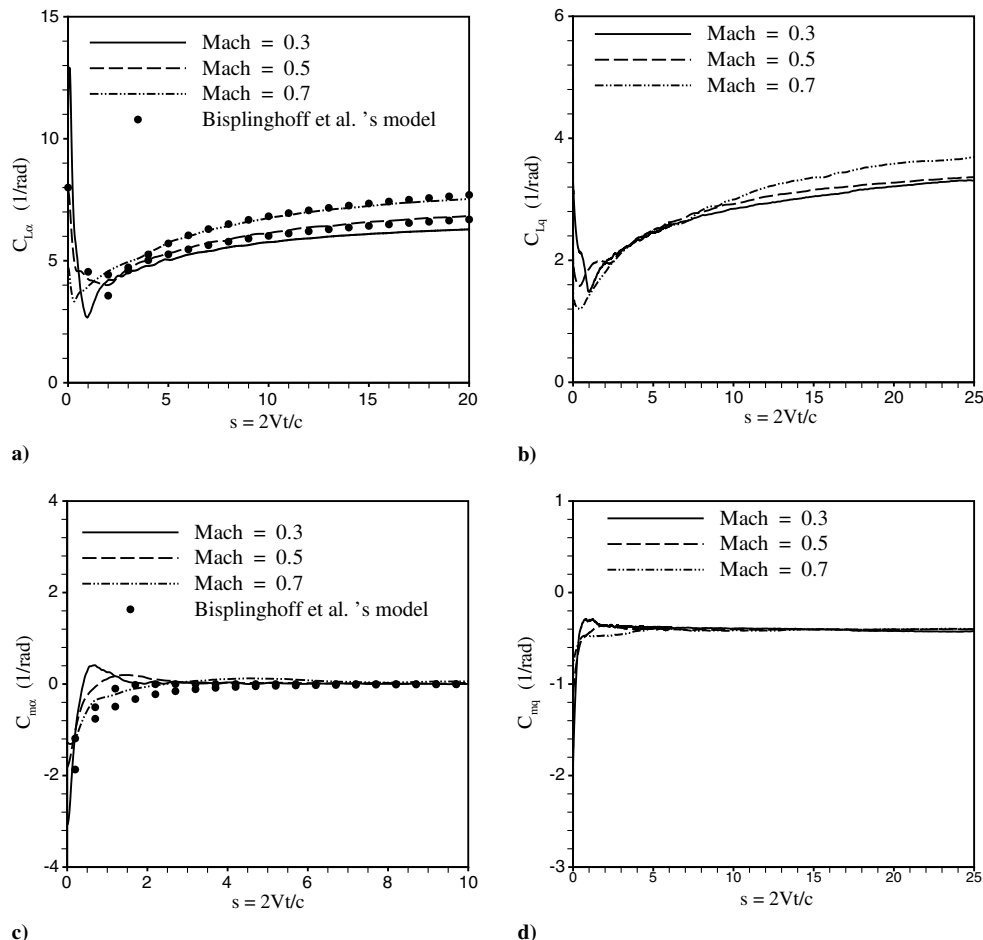 15
10
5
0
C_Lα (1/rad)
Mach = 0.3
Mach = 0.5
Mach = 0.7
Bisplinghoff et al. 's model
0 5 10 15 20
s = 2Vt/c
a)
6
4
2
0
C_Lq (1/rad)
Mach = 0.3
Mach = 0.5
Mach = 0.7
0 5 10 15 20 25
s = 2Vt/c
b)
4
2
0
-2
-4
C_mα (1/rad)
Mach = 0.3
Mach = 0.5
Mach = 0.7
Bisplinghoff et al. 's model
0 2 4 6 8 10
s = 2Vt/c
c)
1
0
-1
-2
-3
C_mq (1/rad)
Mach = 0.3
Mach = 0.5
Mach = 0.7
0 5 10 15 20 25
s = 2Vt/c
d)